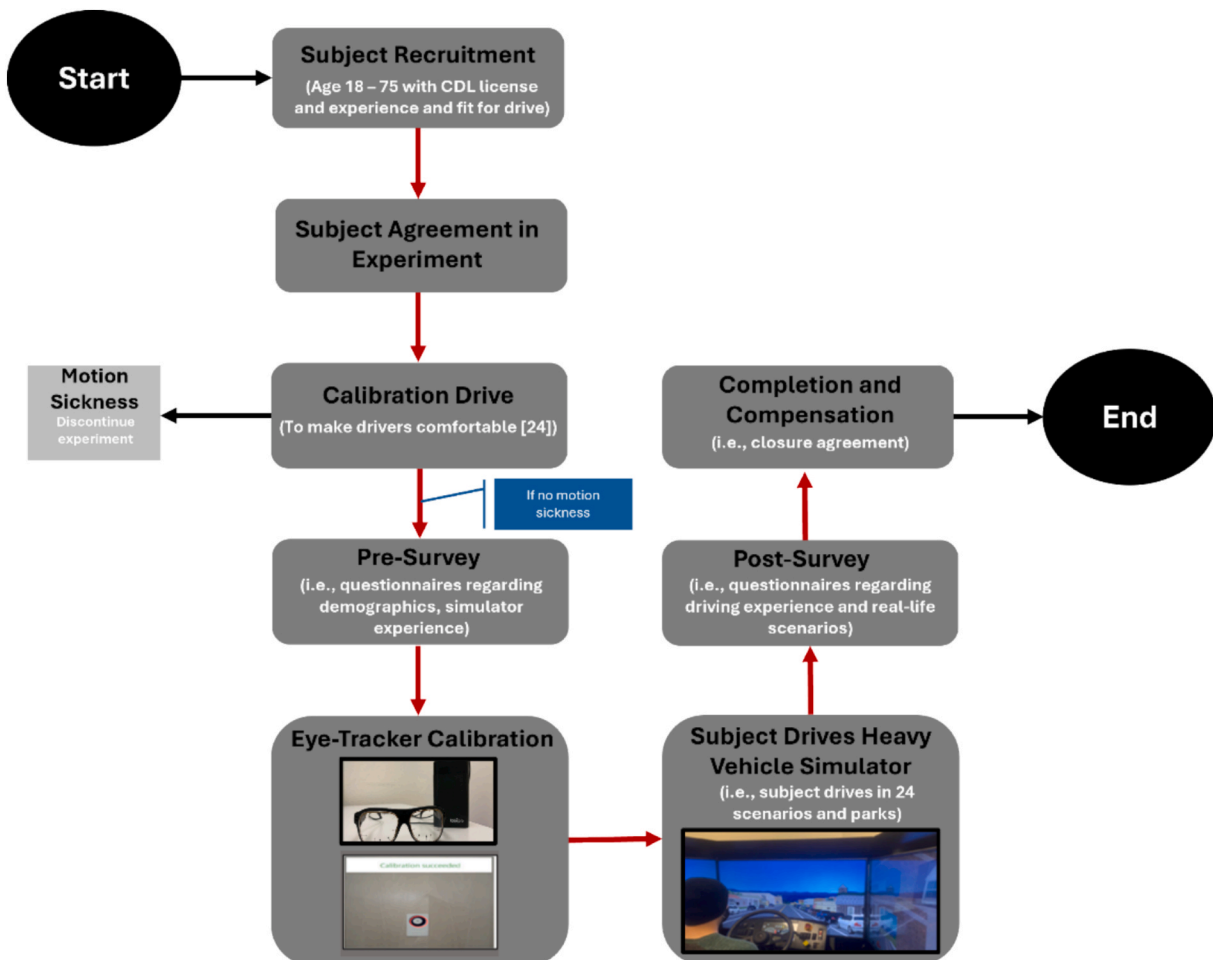 Start
Subject Recruitment
(Age 18 – 75 with CDL license
and experience and fit for drive)
Subject Agreement in
Experiment
Motion
Sickness
Discontinue
experiment
Calibration Drive
(To make drivers comfortable [24])
If no motion
sickness
Pre-Survey
(i.e., questionnaires regarding
demographics, simulator
experience)
Eye-Tracker Calibration
Calibration succeeded
Subject Drives Heavy
Vehicle Simulator
(i.e., subject drives in 24
scenarios and parks)
Post-Survey
(i.e., questionnaires regarding
driving experience and real-life
scenarios)
Completion and
Compensation
(i.e., closure agreement)
End